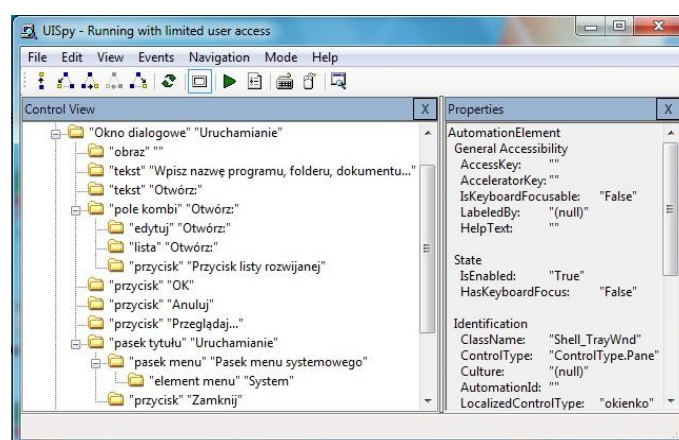 UISpy - Running with limited user access
File Edit View Events Navigation Mode Help
Control View X
"Okno dialogowe" "Uruchamianie"
"obraz" ""
"tekst" "Wpisz nazwę programu, folderu, dokumentu..."
"tekst" "Otwórz:"
"pole kombi" "Otwórz:"
"edytuj" "Otwórz:"
"lista" "Otwórz:"
"przycisk" "Przycisk listy rozwijanej"
"przycisk" "OK"
"przycisk" "Anuluj"
"przycisk" "Przeglądaj..."
"pasek tytułu" "Uruchamianie"
"pasek menu" "Pasek menu systemowego"
"element menu" "System"
"przycisk" "Zamknij"
Properties X
AutomationElement
General Accessibility
AccessKey: ""
AcceleratorKey: ""
IsKeyboardFocusable: "False"
LabeledBy: "(null)"
HelpText: ""
State
IsEnabled: "True"
HasKeyboardFocus: "False"
Identification
ClassName: "Shell_TrayWnd"
ControlType: "ControlType.Pane"
Culture: "(null)"
AutomationId: ""
LocalizedControlType: "okienko"